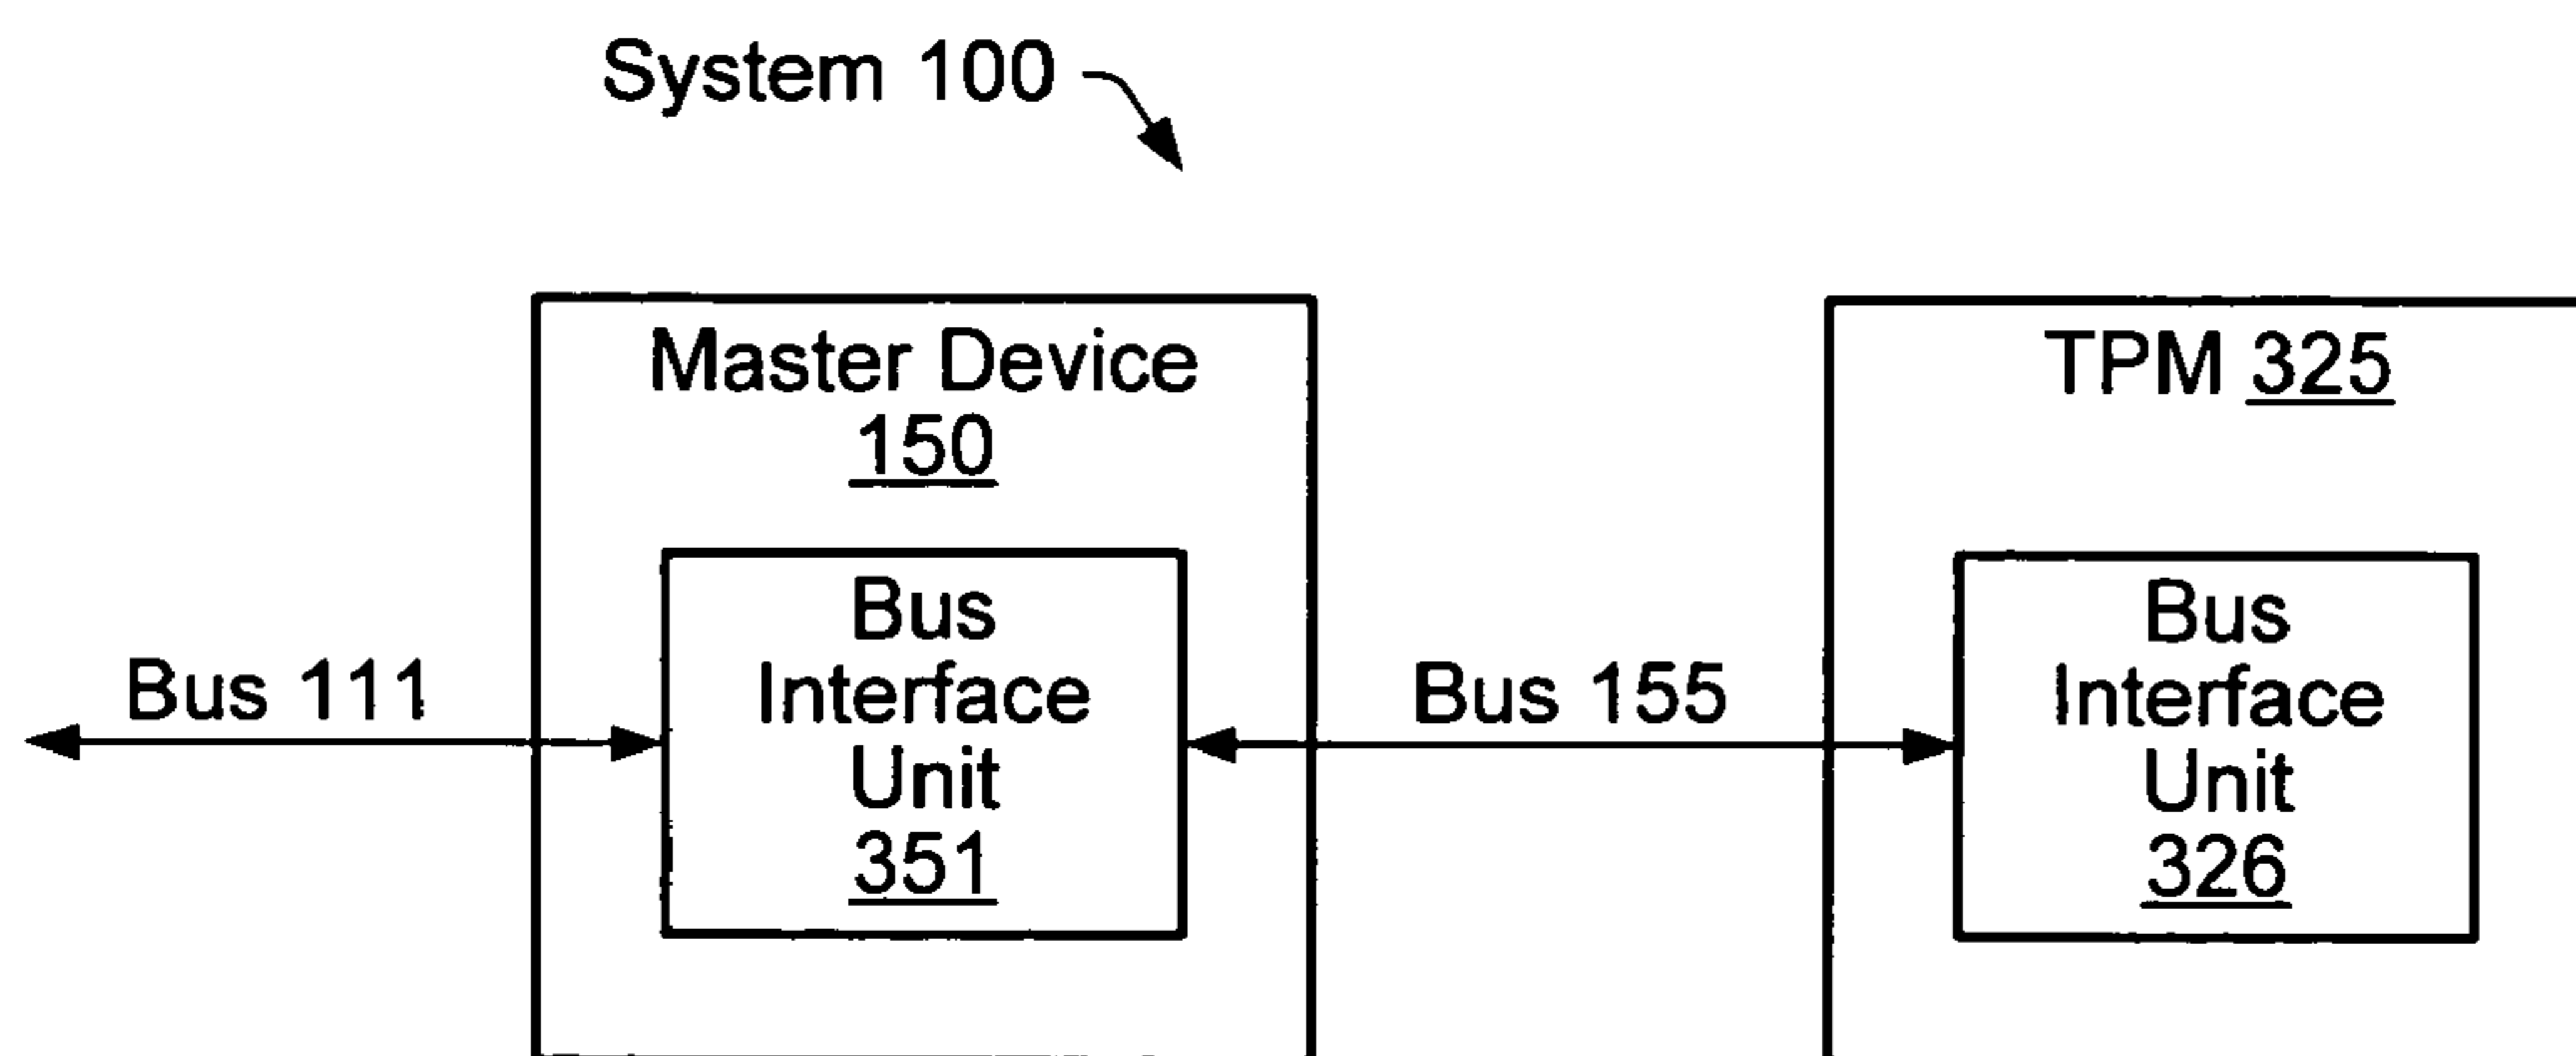 System 100
Master Device
150
TPM 325
Bus
Interface
Unit
351
Bus
Interface
Unit
326
Bus 111
Bus 155